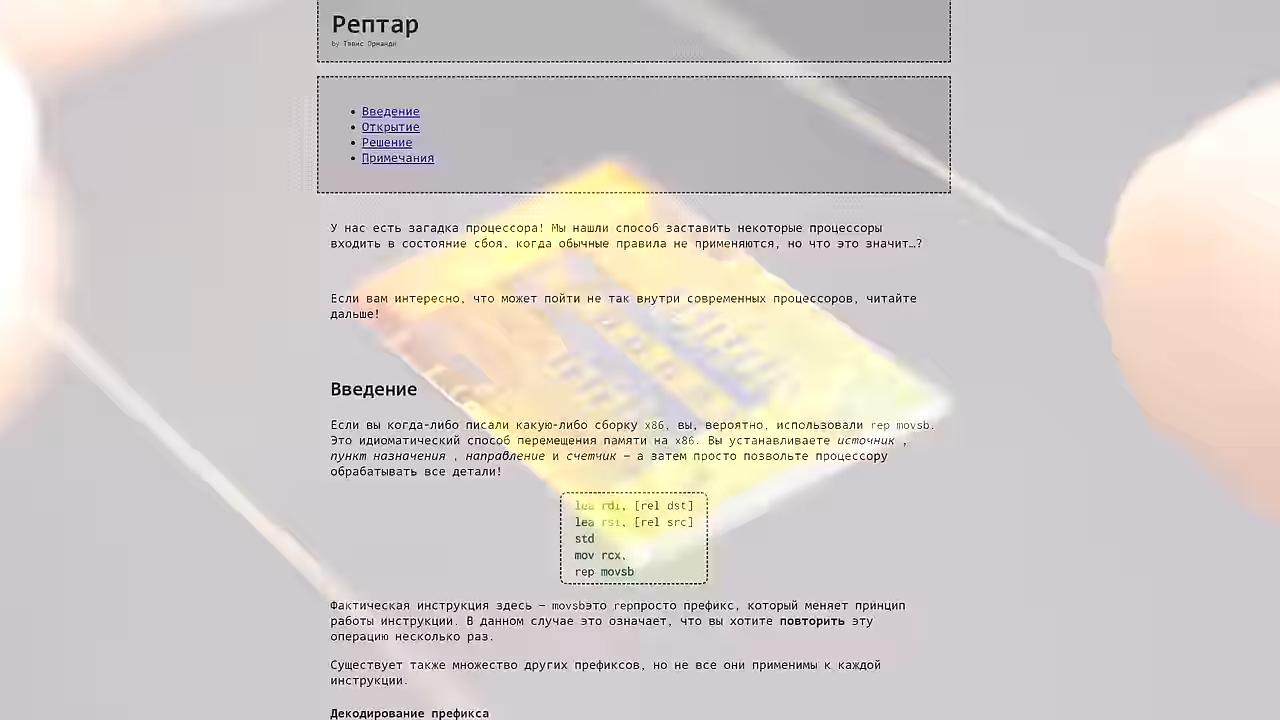 Рептар
by Тэвис Орманди
Введение
Открытие
Решение
Примечания
У нас есть загадка процессора! Мы нашли способ заставить некоторые процессоры
входить в состояние сбоя, когда обычные правила не применяются, но что это значит…?
Если вам интересно, что может пойти не так внутри современных процессоров, читайте
дальше!
Введение
Если вы когда-либо писали какую-либо сборку x86, вы, вероятно, использовали rep movsb.
Это идиоматический способ перемещения памяти на x86. Вы устанавливаете источник ,
пункт назначения , направление и счетчик — а затем просто позвольте процессору
обрабатывать все детали!
lea rdi, [rel dst]
lea rsi, [rel src]
std
mov rcx,
rep movsb
Фактическая инструкция здесь — movsbэто repпросто префикс, который меняет принцип
работы инструкции. В данном случае это означает, что вы хотите повторить эту
операцию несколько раз.
Существует также множество других префиксов, но не все они применимы к каждой
инструкции.
Декодирование префикса